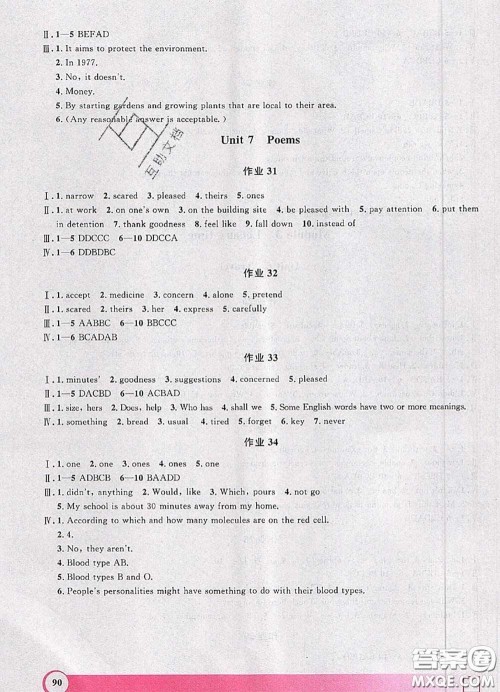 Ⅱ. 1—5 BEFAD
Ⅲ. 1. It aims to protect the environment.
2. In 1977.
3. No, it doesn't.
4. Money.
5. By starting gardens and growing plants that are local to their area.
6. (Any reasonable answer is acceptable.)
互助文档
Unit 7 Poems
作业 31
Ⅰ. 1. narrow 2. scared 3. pleased 4. theirs 5. ones
Ⅱ. 1. at work 2. on one's own 3. on the building site 4. be pleased with 5. pay attention 6. put them
in detention 7. thank goodness 8. feel like 9. fall down 10. instead of
Ⅲ. 1—5 DDCCC 6—10 DDCCA
Ⅳ. 1—6 DDBDBC
作业 32
Ⅰ. 1. accept 2. medicine 3. concern 4. alone 5. pretend
Ⅱ. 1. scared 2. theirs 3. her 4. express 5. carefully
Ⅲ. 1—5 AABBC 6—10 BBCCC
Ⅳ. 1—6 BCADAB
作业 33
Ⅰ. 1. minutes' 2. goodness 3. suggestions 4. concerned 5. pleased
Ⅱ. 1—5 DACBD 6—10 ACBAD
Ⅲ. 1. size, hers 2. Does, help 3. Who has 4. shall we 5. Some English words have two or more meanings.
Ⅳ. 1. something 2. bread 3. usual 4. tired 5. forget 6. key 7. never
作业 34
Ⅰ. 1. one 2. one 3. ones 4. ones 5. one
Ⅱ. 1—5 ADBCB 6—10 BAADD
Ⅲ. 1. didn't, anything 2. Would, like 3. Which, pours 4. not go
5. My school is about 30 minutes away from my home.
Ⅳ. 1. According to which and how many molecules are on the red cell.
2. 4.
3. No, they aren't.
4. Blood type AB.
5. Blood types B and O.
6. People's personalities might have something to do with their blood types.
90
答案圈
MXQE.COM